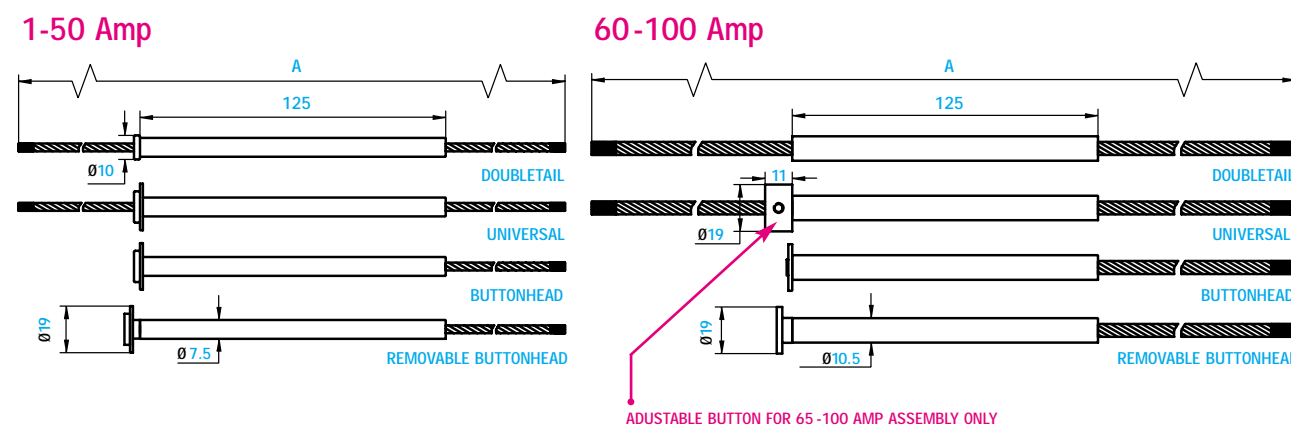 1-50 Amp
A
125
Ø10
DOUBLETAIL
UNIVERSAL
BUTTONHEAD
Ø19
Ø7.5
REMOVABLE BUTTONHEAD
60-100 Amp
A
125
DOUBLETAIL
11
Ø19
UNIVERSAL
BUTTONHEAD
Ø19
Ø10.5
REMOVABLE BUTTONHEA
ADUSTABLE BUTTON FOR 65-100 AMP ASSEMBLY ONLY